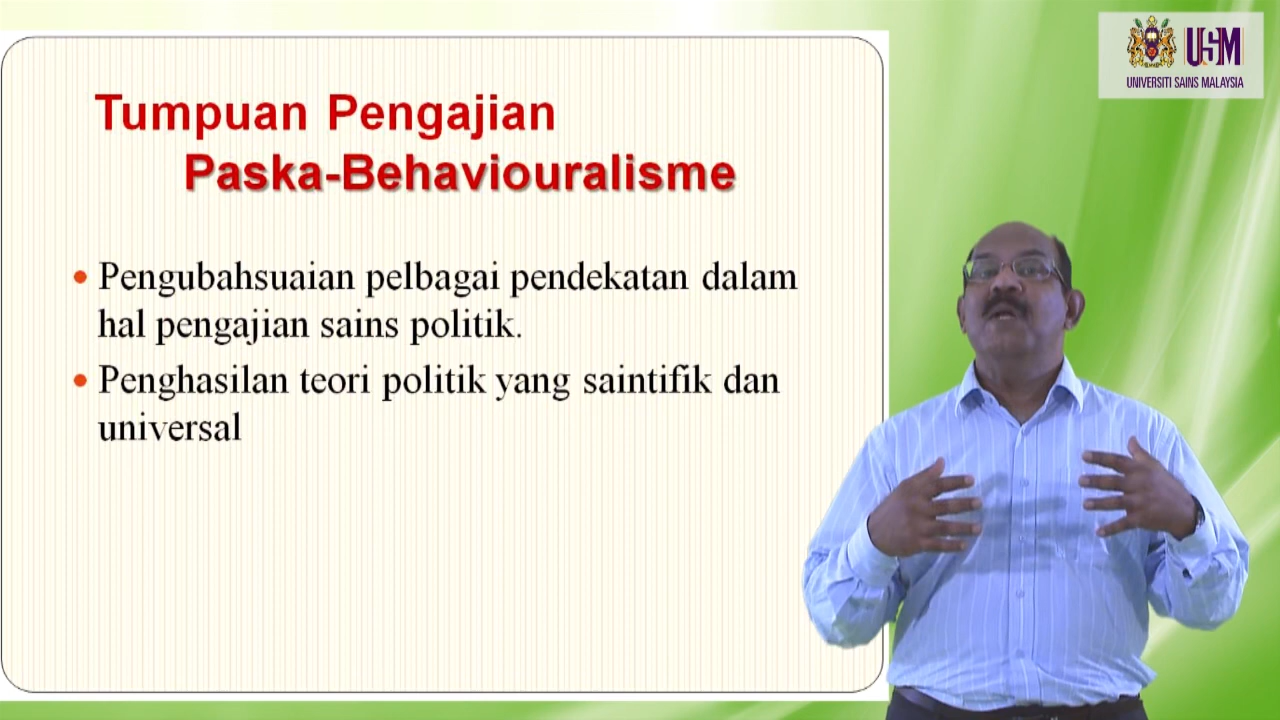 USM
UNIVERSITI SAINS MALAYSIA
Tumpuan Pengajian
Paska-Behaviouralisme
• Pengubahsuaian pelbagai pendekatan dalam
hal pengajian sains politik.
• Penghasilan teori politik yang saintifik dan
universal